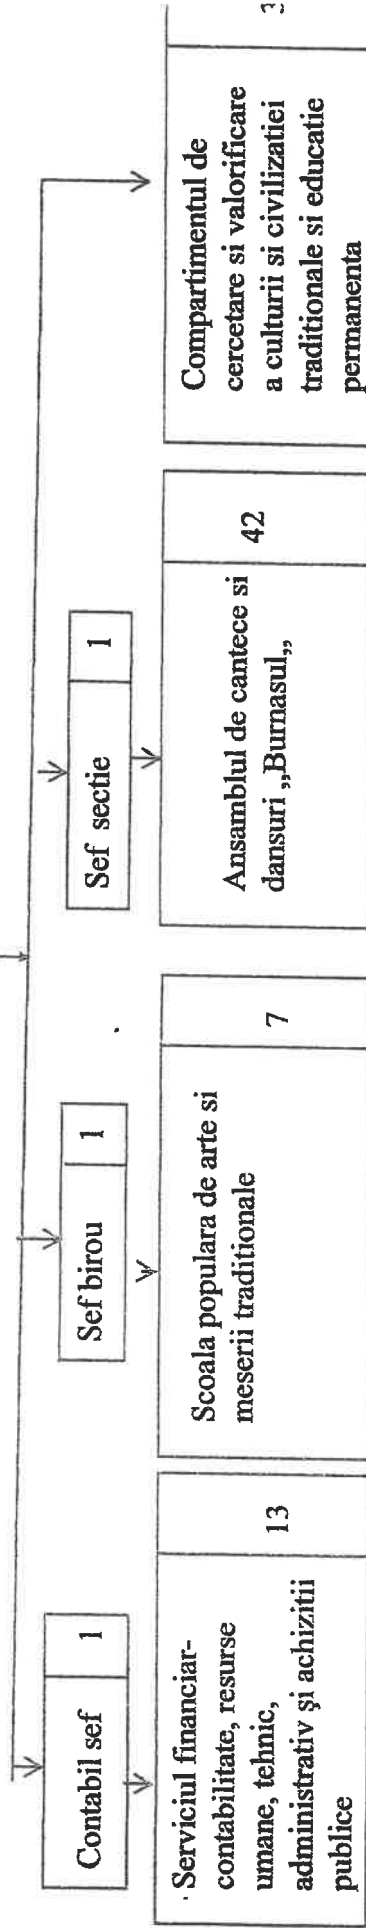 Contabil sef 1
Serviciul financiar-
contabilitate, resurse
umane, tehnic,
administrativ şi achizitii
publice
13
Sef birou 1
Scoala populara de arte si
meserii traditionale
7
Sef sectie 1
Ansamblul de cantece si
dansuri „Burnasul„
42
Compartimentul de
cercetare si valorificare
a culturii si civilizatiei
traditionale si educatie
permanenta